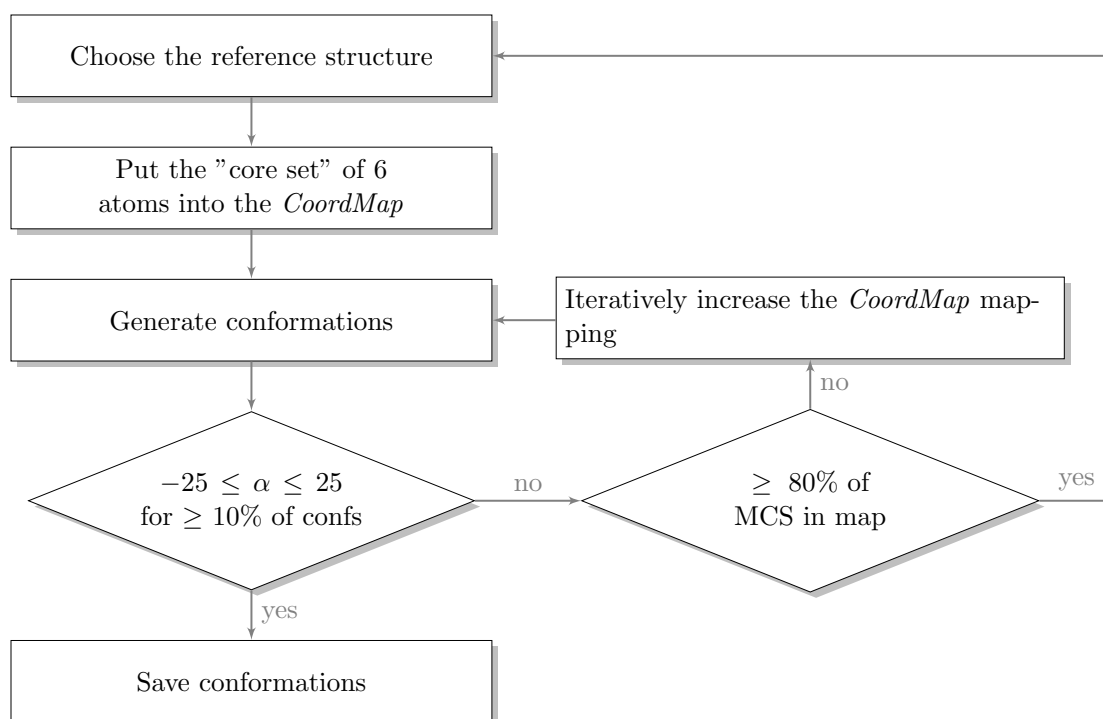 Choose the reference structure
Put the ”core set” of 6
atoms into the CoordMap
Generate conformations
Iteratively increase the CoordMap map-
pping
no
−25 ≤ α ≤ 25
for ≥ 10% of confs
no
≥ 80% of
MCS in map
yes
yes
Save conformations